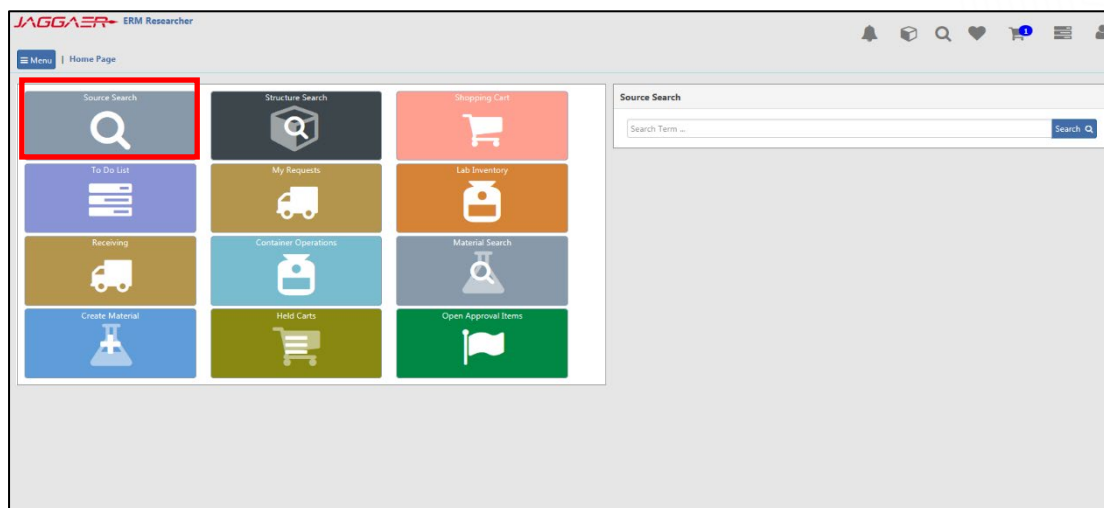 JAGGAER ERM Researcher
1
Menu | Home Page
Source Search
Structure Search
Shopping Cart
Source Search
Search Term ...
Search
To Do List
My Requests
Lab Inventory
Receiving
Container Operations
Material Search
Create Material
Held Carts
Open Approval Items